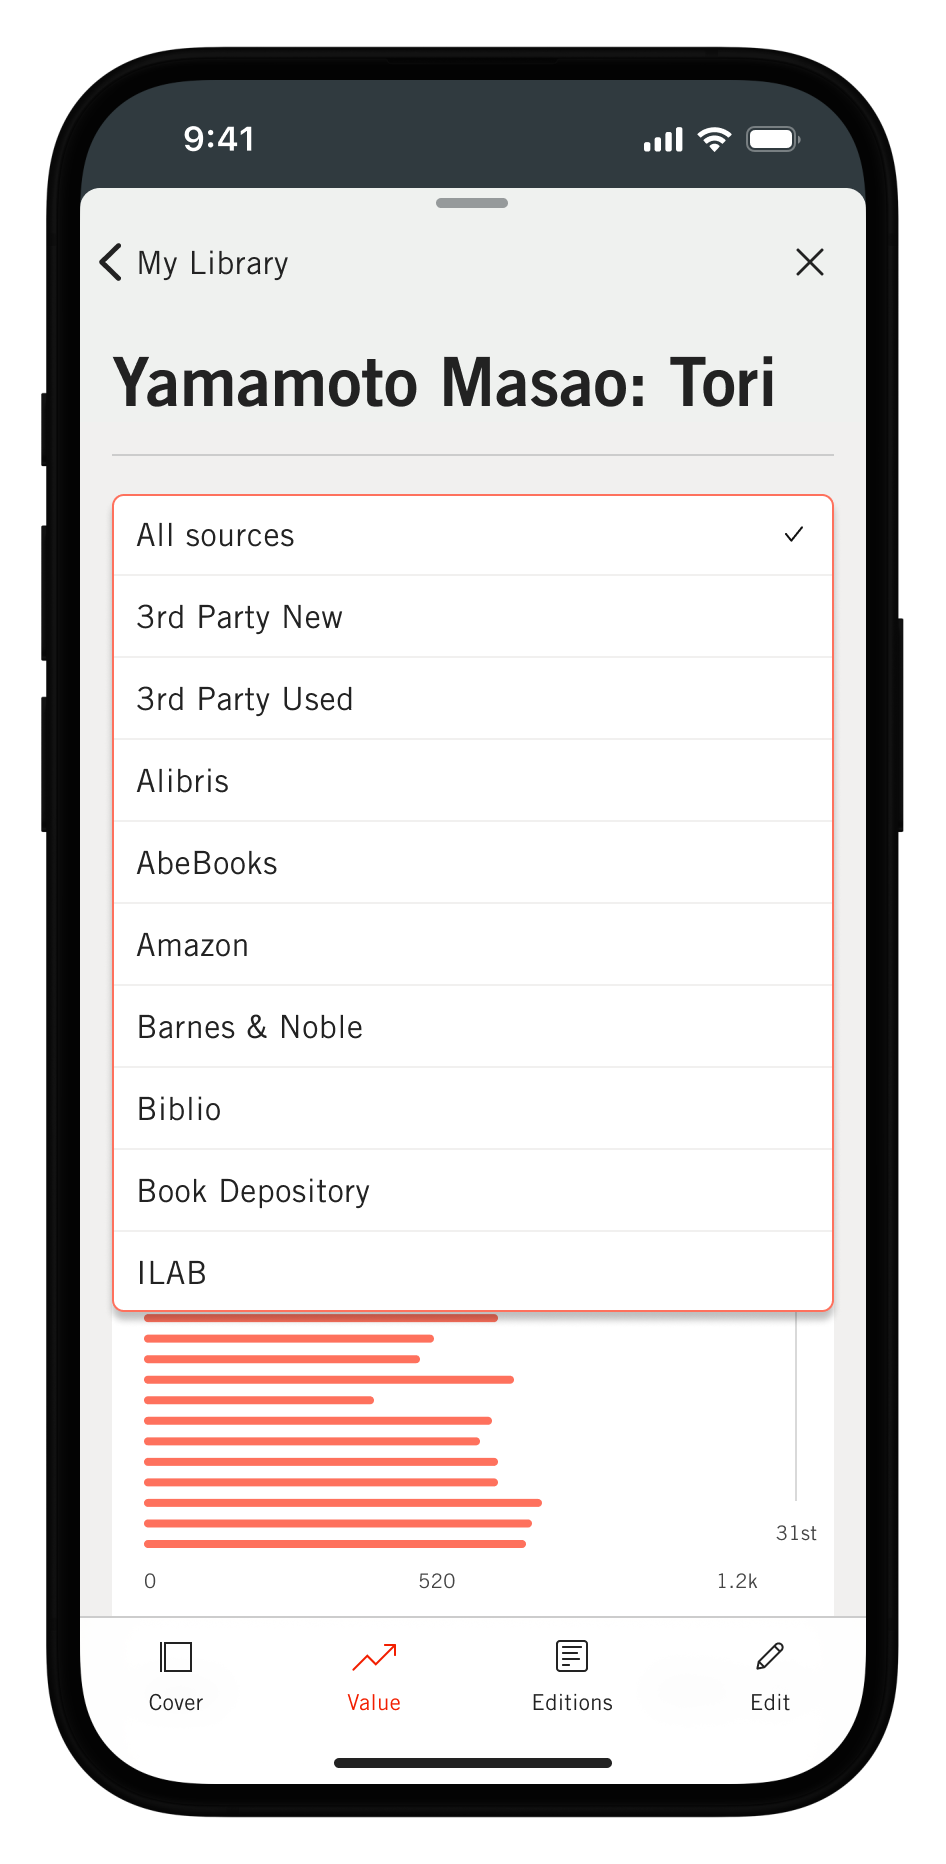 9:41
My Library
Yamamoto Masao: Tori
All sources
3rd Party New
3rd Party Used
Alibris
AbeBooks
Amazon
Barnes & Noble
Biblio
Book Depository
ILAB
31st
0 520 1.2k
Cover Value Editions Edit